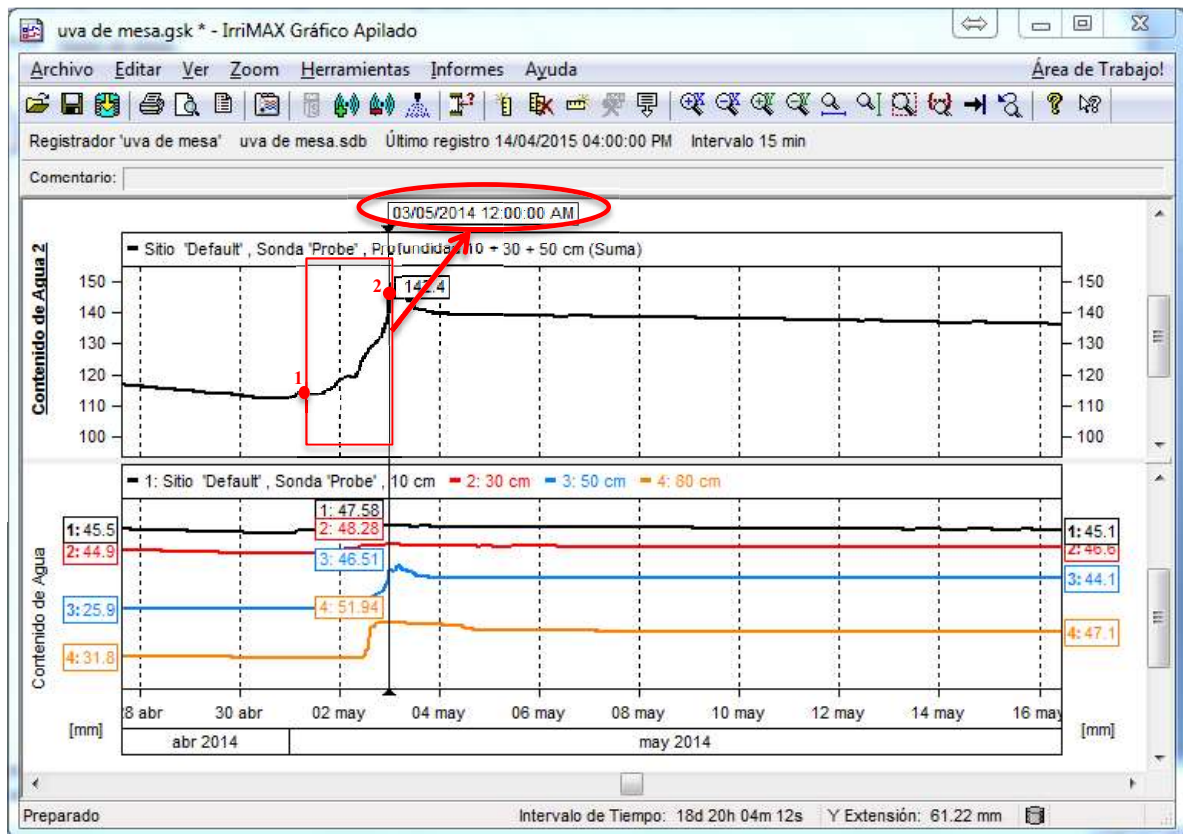 uva de mesa.gsk * - IrriMAX Gráfico Apilado
Archivo Editar Ver Zoom Herramientas Informes Ayuda Área de Trabajo!
Registrador 'uva de mesa' uva de mesa.sdb Último registro 14/04/2015 04:00:00 PM Intervalo 15 min
Comentario:
03/05/2014 12:00:00 AM
Sitio 'Default', Sonda 'Probe', Profundidad 10 + 30 + 50 cm (Suma)
Contenido de Agua 2
150
140
130
120
110
100
1
2
142.4
150
140
130
120
110
100
1: Sitio 'Default', Sonda 'Probe', 10 cm 2: 30 cm 3: 50 cm 4: 80 cm
Contenido de Agua
1: 45.5
2: 44.9
3: 25.9
4: 31.8
1: 47.58
2: 48.28
3: 46.51
4: 51.94
1: 45.1
2: 46.6
3: 44.1
4: 47.1
[mm] 28 abr 30 abr 02 may 04 may 06 may 08 may 10 may 12 may 14 may 16 may [mm]
abr 2014 may 2014
Preparado Intervalo de Tiempo: 18d 20h 04m 12s Y Extensión: 61.22 mm